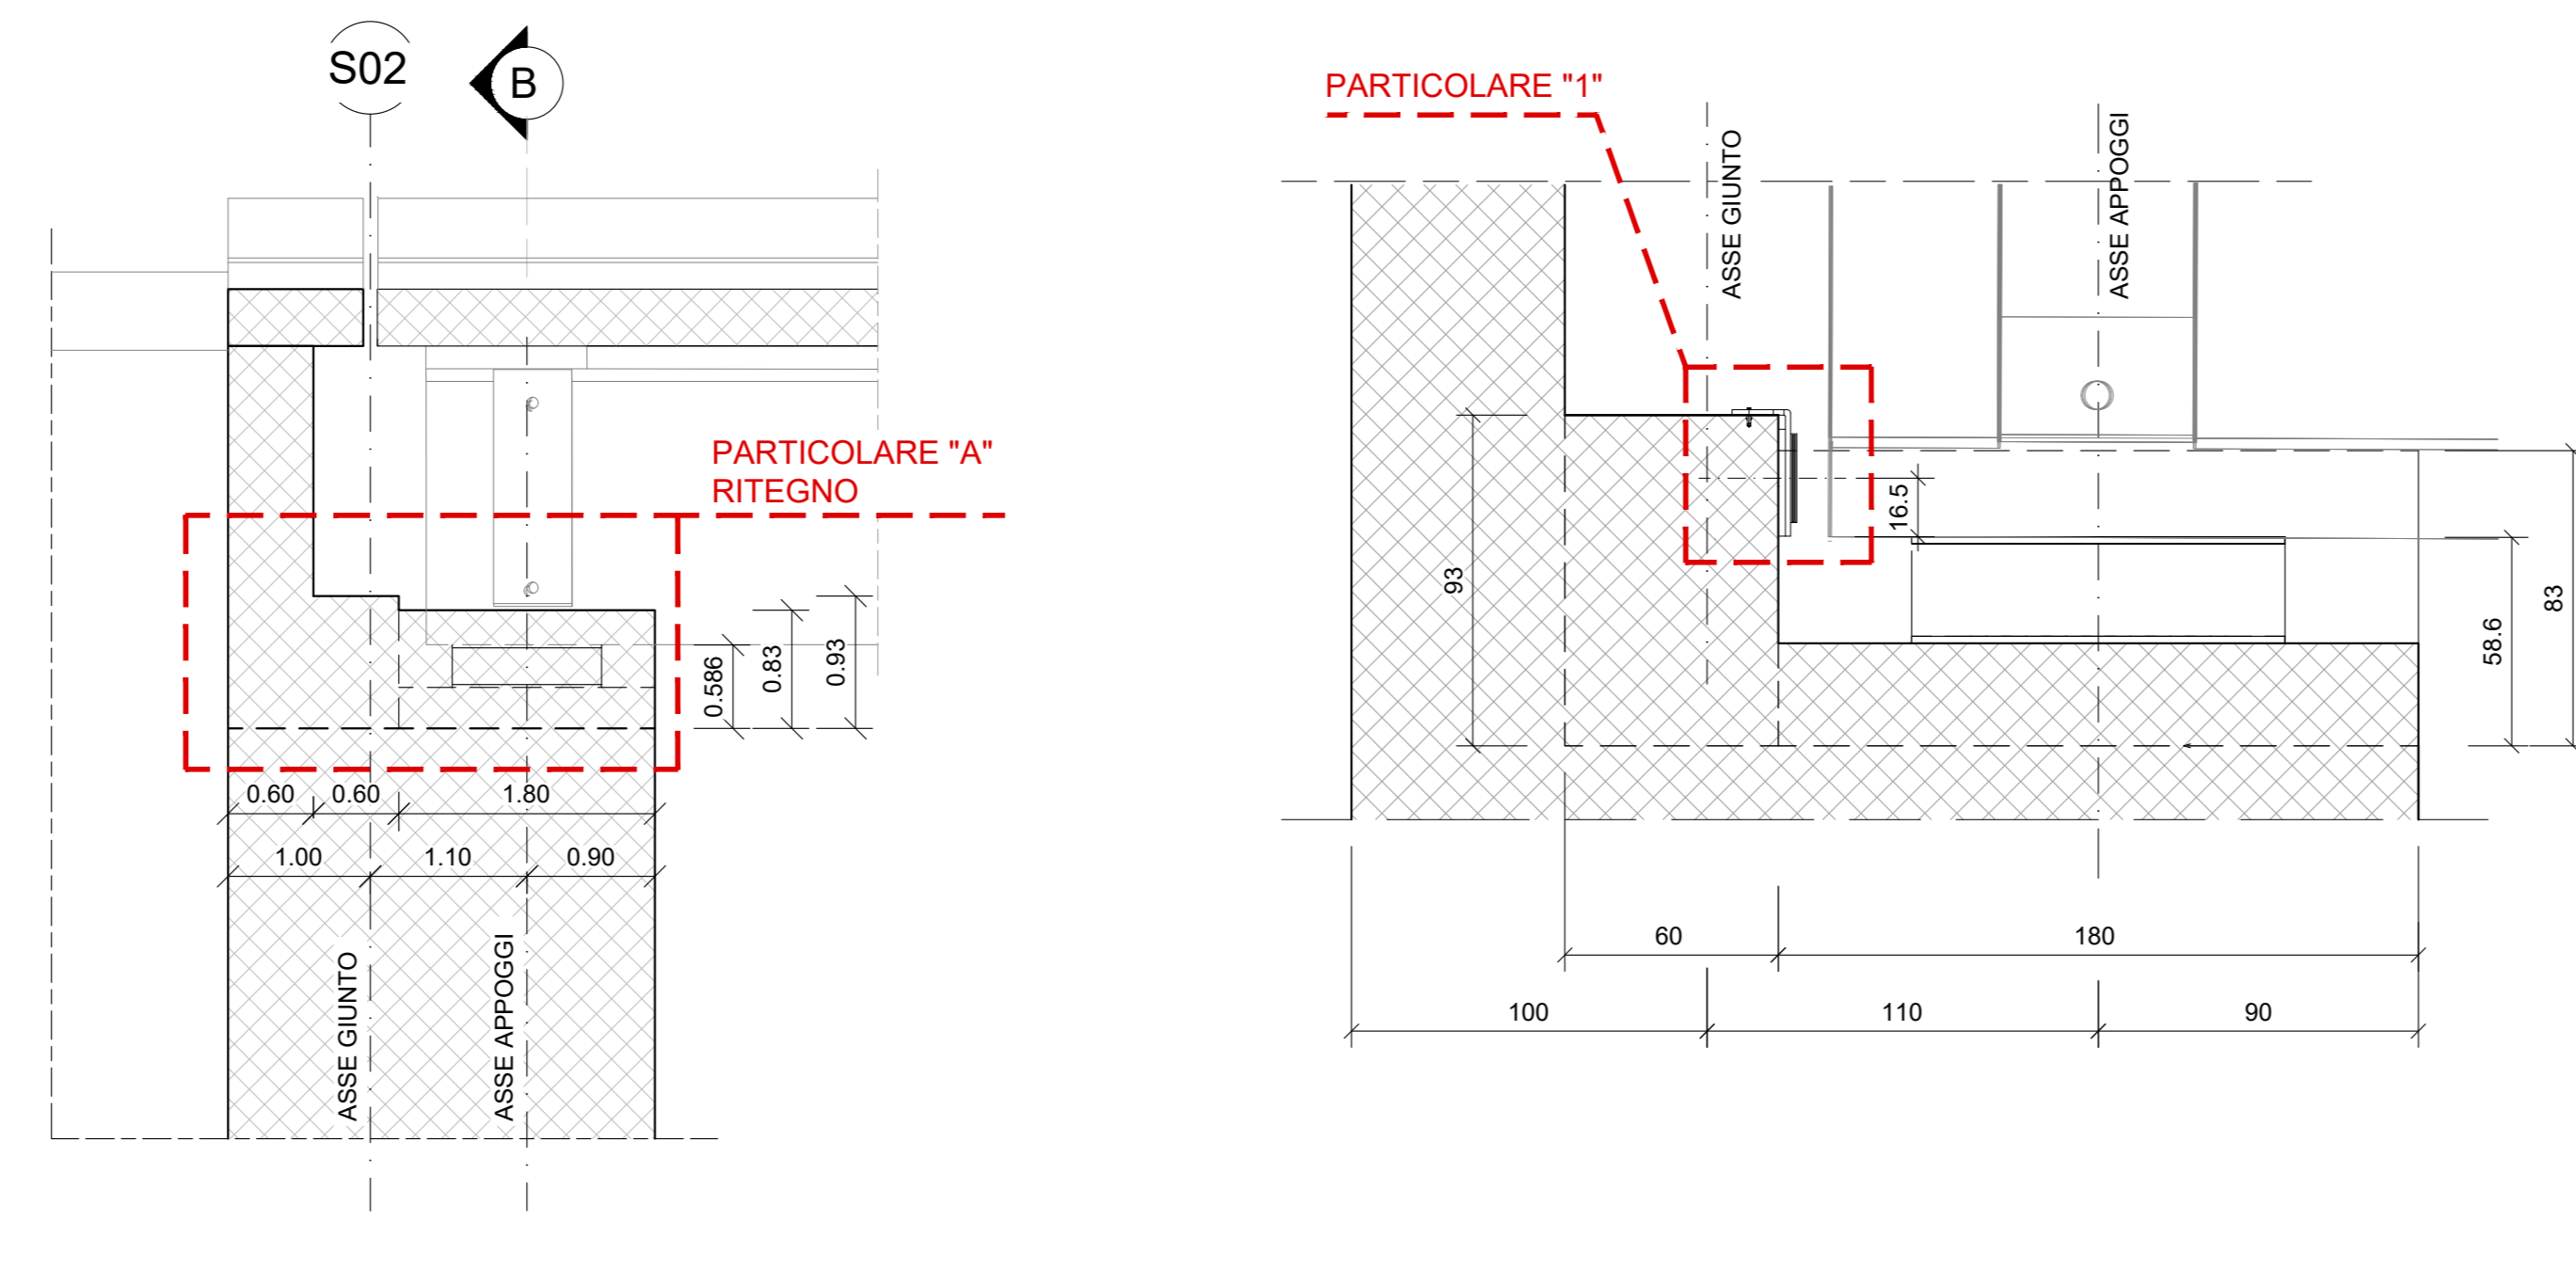 S02
B
PARTICOLARE "A"
RITEGNO
0.586
0.83
0.93
0.60
0.60
1.80
1.00
1.10
0.90
ASSE GIUNTO
ASSE APPOGGI
PARTICOLARE "1"
ASSE GIUNTO
ASSE APPOGGI
93
16.5
58.6
83
60
180
100
110
90